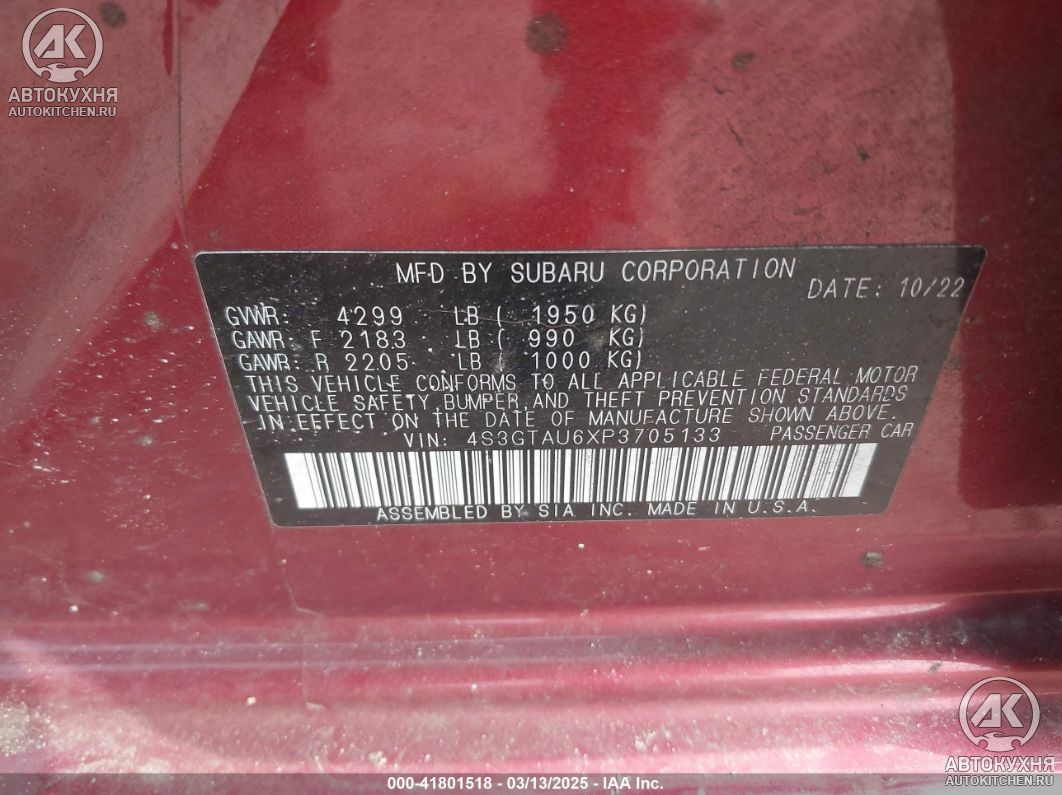 AK
АВТОКУХНЯ
AUTOKITCHEN.RU
MFD BY SUBARU CORPORATION
DATE: 10/22
GVWR: 4299 LB ( 1950 KG)
GAWR: F 2183 LB ( 990 KG)
GAWR: R 2205 LB ( 1000 KG)
THIS VEHICLE CONFORMS TO ALL APPLICABLE FEDERAL MOTOR
VEHICLE SAFETY BUMPER, AND THEFT PREVENTION STANDARDS
IN EFFECT ON THE DATE OF MANUFACTURE SHOWN ABOVE.
VIN: 4S3GTAU6XP3705133 PASSENGER CAR
ASSEMBLED BY SIA INC. MADE IN U.S.A.
AK
АВТОКУХНЯ
AUTOKITCHEN.RU
000-41801518 - 03/13/2025 - IAA Inc.